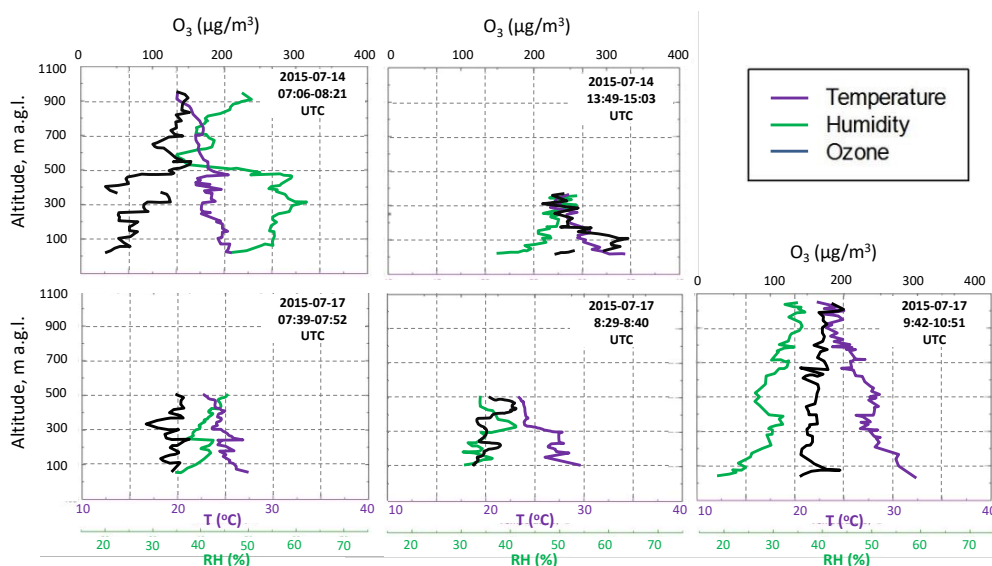 O3 (µg/m3)
O3 (µg/m3)
0 100 200 300 400
0 100 200 300 400
1100
900
700
500
300
100
Altitude, m a.g.l.
2015-07-14
07:06-08:21
UTC
2015-07-14
13:49-15:03
UTC
Temperature
Humidity
Ozone
O3 (µg/m3)
0 100 200 300 400
1100
900
700
500
300
100
Altitude, m a.g.l.
2015-07-17
07:39-07:52
UTC
2015-07-17
8:29-8:40
UTC
2015-07-17
9:42-10:51
UTC
10 20 30 40
10 20 30 40
10 20 30 40
T (oC)
T (oC)
T (oC)
20 30 40 50 60 70
20 30 40 50 60 70
20 30 40 50 60 70
RH (%)
RH (%)
RH (%)